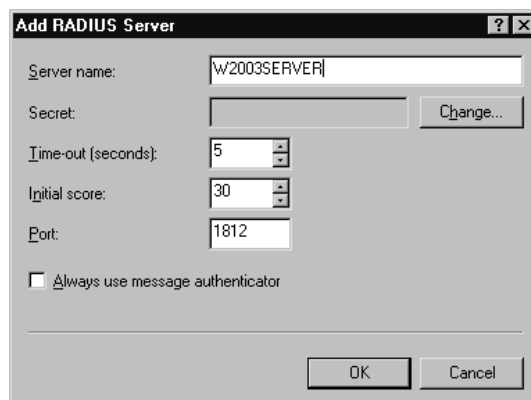 Add RADIUS Server
Server name: W2003SERVER
Secret: Change...
Time-out (seconds): 5
Initial score: 30
Port: 1812
Always use message authenticator
OK Cancel